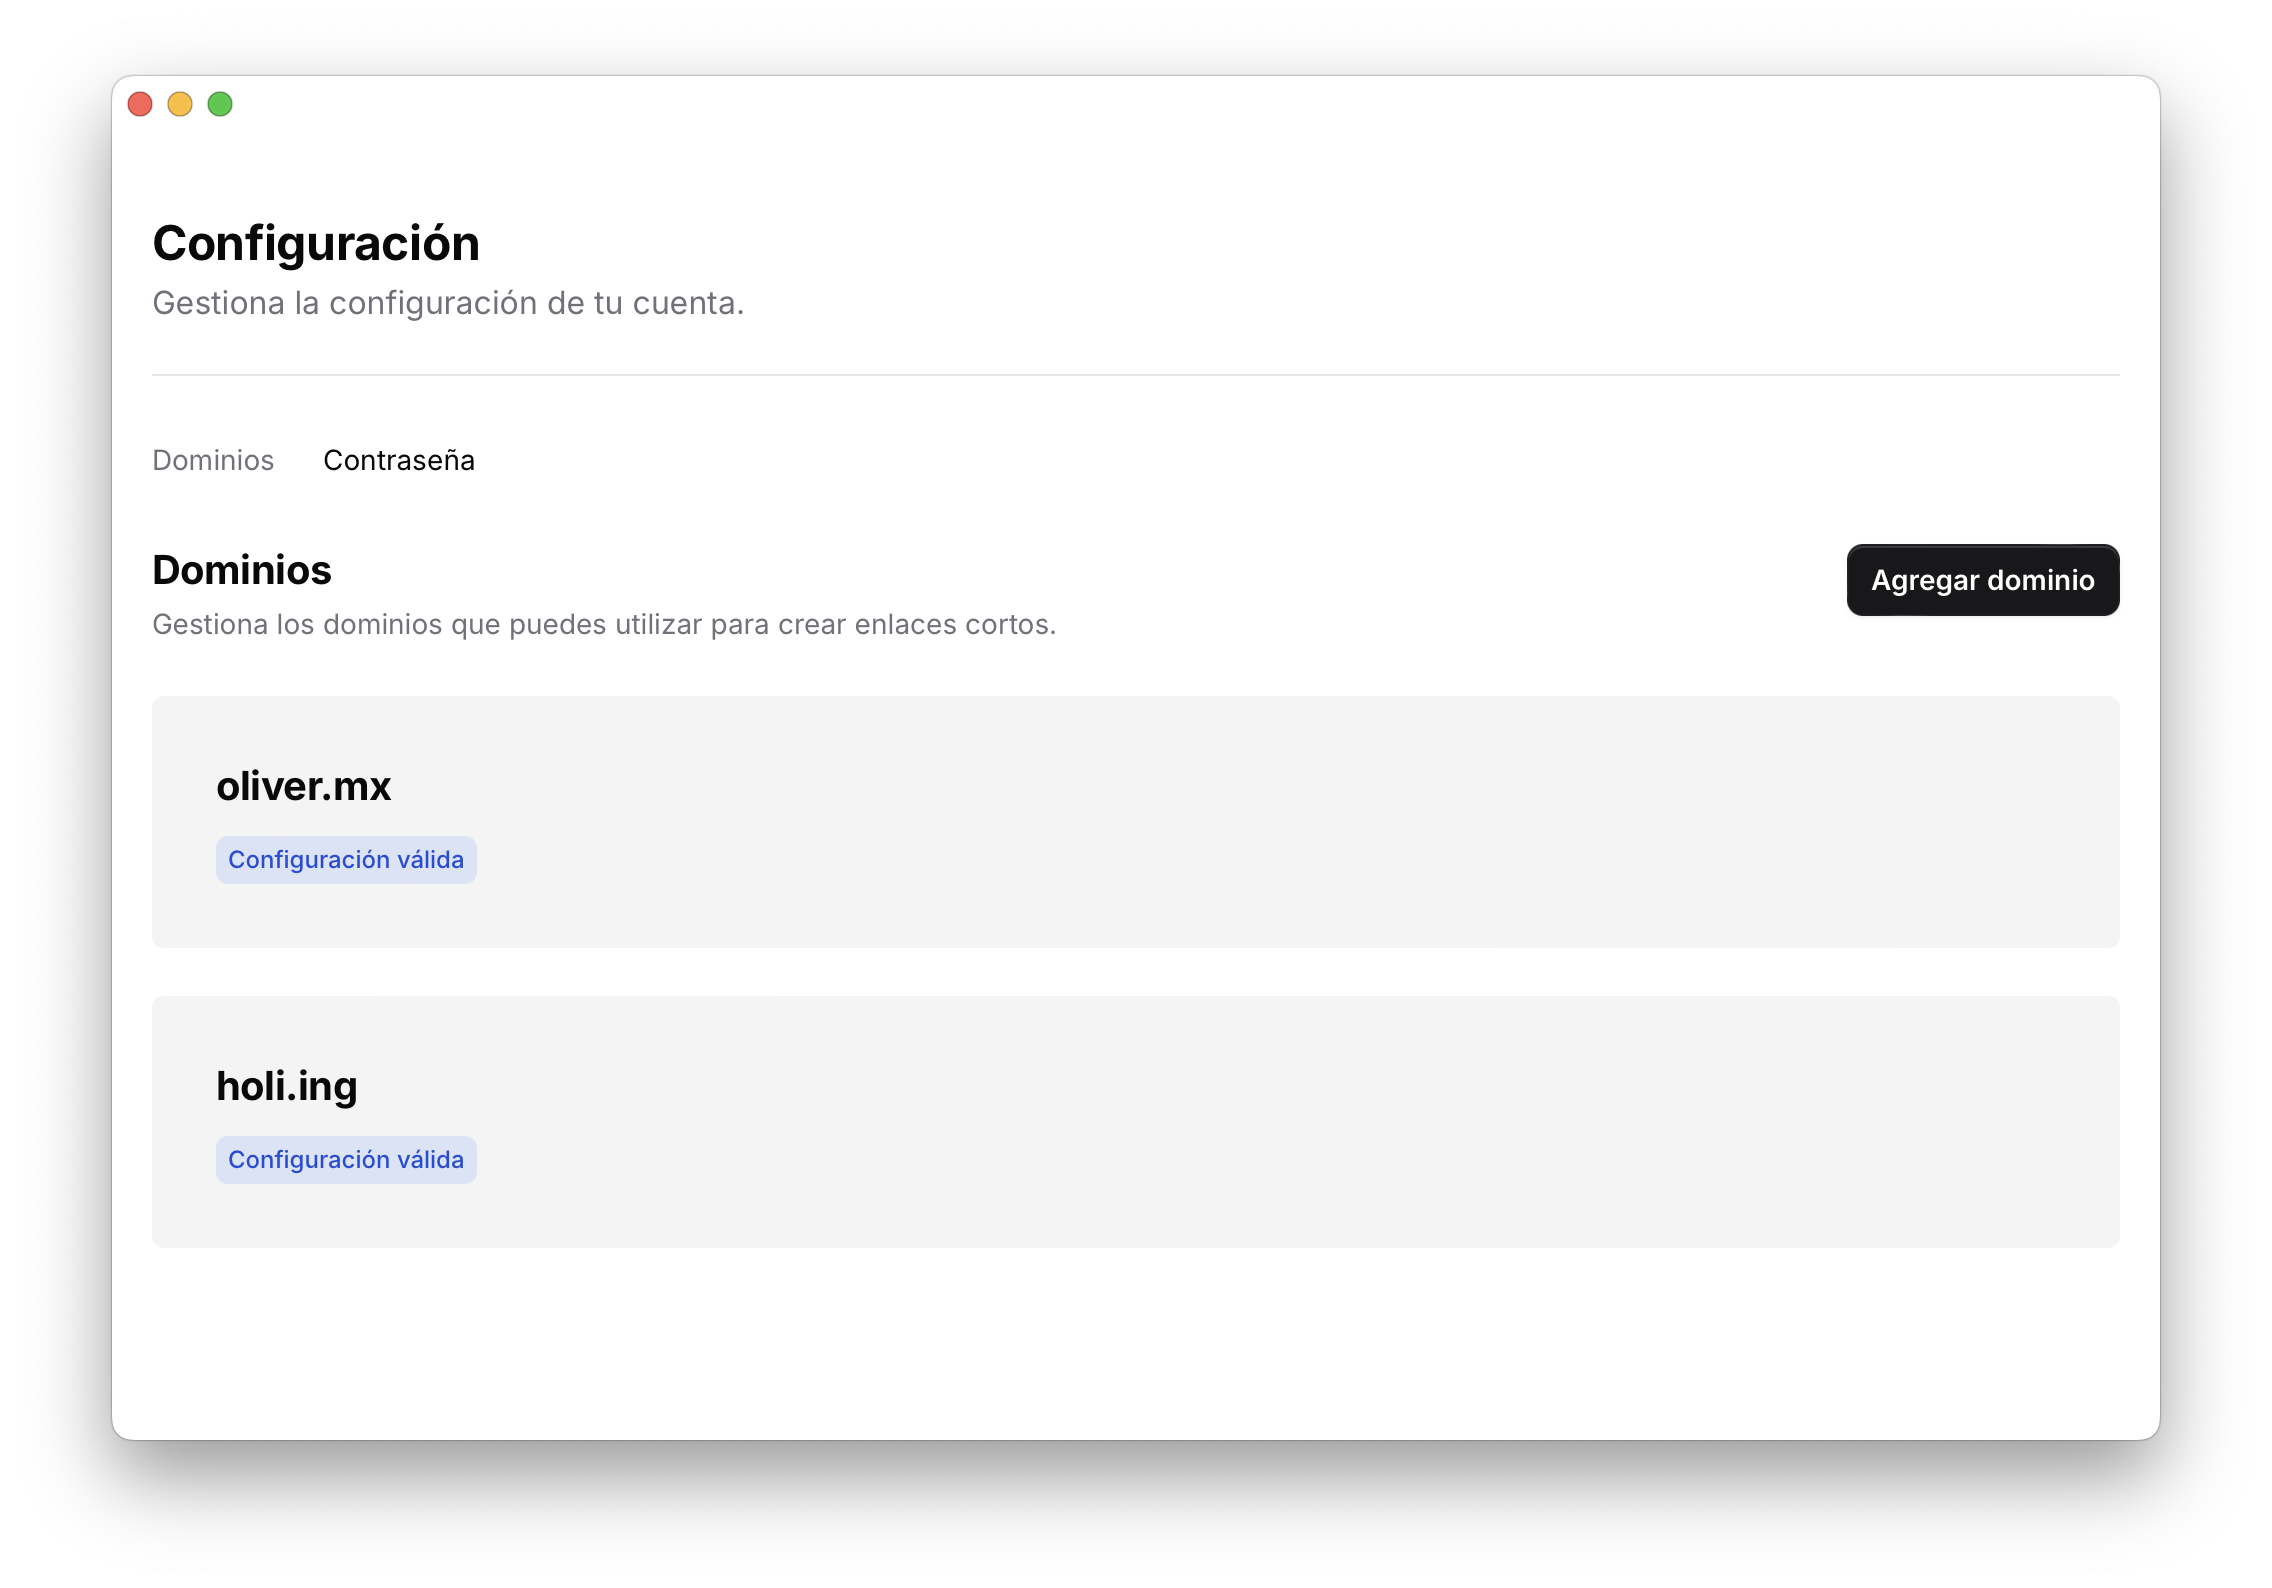 Configuración
Gestiona la configuración de tu cuenta.
Dominios Contraseña
Dominios
Agregar dominio
Gestiona los dominios que puedes utilizar para crear enlaces cortos.
oliver.mx
Configuración válida
holi.ing
Configuración válida